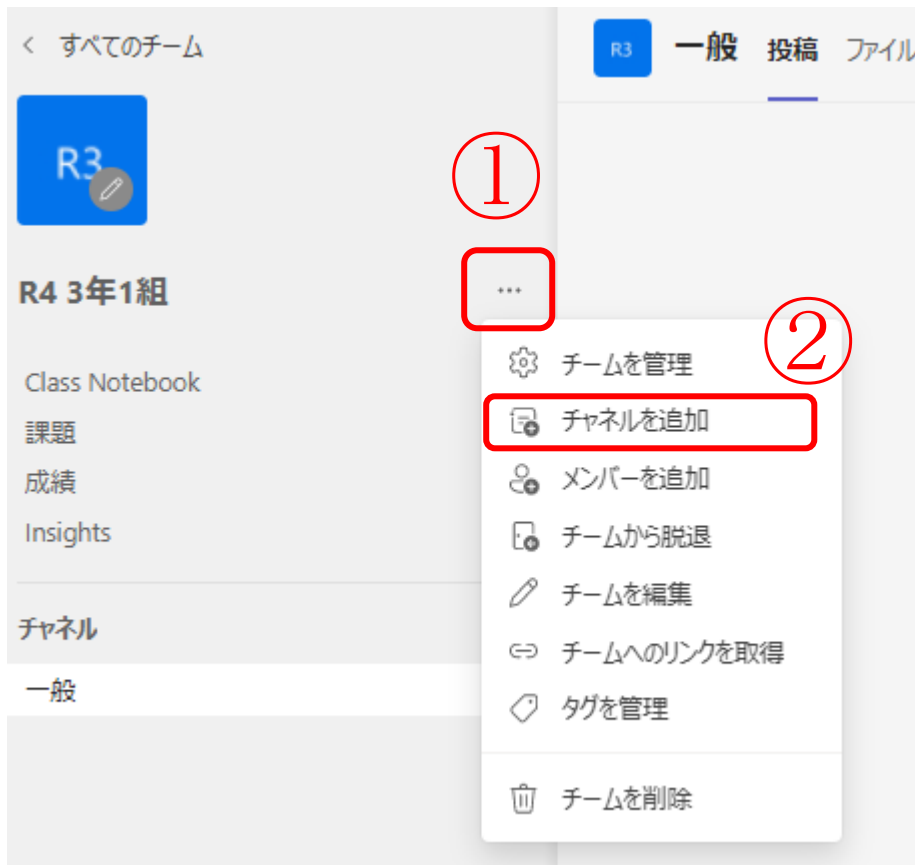 すべてのチーム
R3
R4 3年1組
Class Notebook
課題
成績
Insights
チャネル
一般
R3 一般 投稿 ファイル
①
…
②
チームを管理
チャネルを追加
メンバーを追加
チームから脱退
チームを編集
チームへのリンクを取得
タグを管理
チームを削除